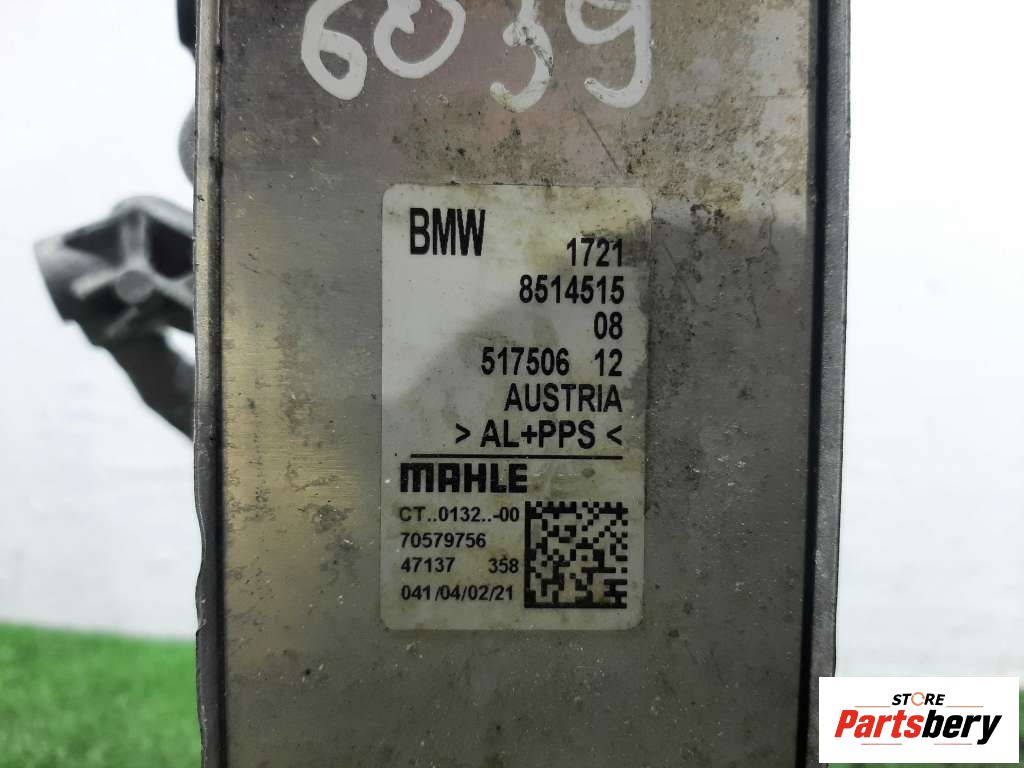 6039
BMW
1721
8514515
08
517506 12
AUSTRIA
> AL+PPS <
MAHLE
CT..0132..-00
70579756
47137 358
041/04/02/21
STORE
Partsbery